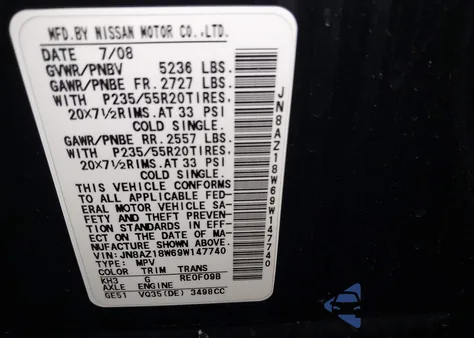 MFD.BY NISSAN MOTOR CO.,LTD.
DATE 7/08
GVWR/PNBV 5236 LBS.
GAWR/PNBE FR. 2727 LBS.
WITH P235/55R20TIRES.
20X7½RIMS.AT 33 PSI
COLD SINGLE.
GAWR/PNBE RR. 2557 LBS.
WITH P235/55R20TIRES.
20X7½RIMS.AT 33 PSI
COLD SINGLE.
THIS VEHICLE CONFORMS
TO ALL APPLICABLE FED-
ERAL MOTOR VEHICLE SA-
FETY AND THEFT PREVEN-
TION STANDARDS IN EFF-
ECT ON THE DATE OF MA-
NUFACTURE SHOWN ABOVE.
VIN: JN8AZ18W69W147740
TYPE: MPV
COLOR TRIM TRANS
KH3 G RE0F09B
AXLE ENGINE
GE51 VQ35(DE) 3498CC
JN8AZ18W69W147740